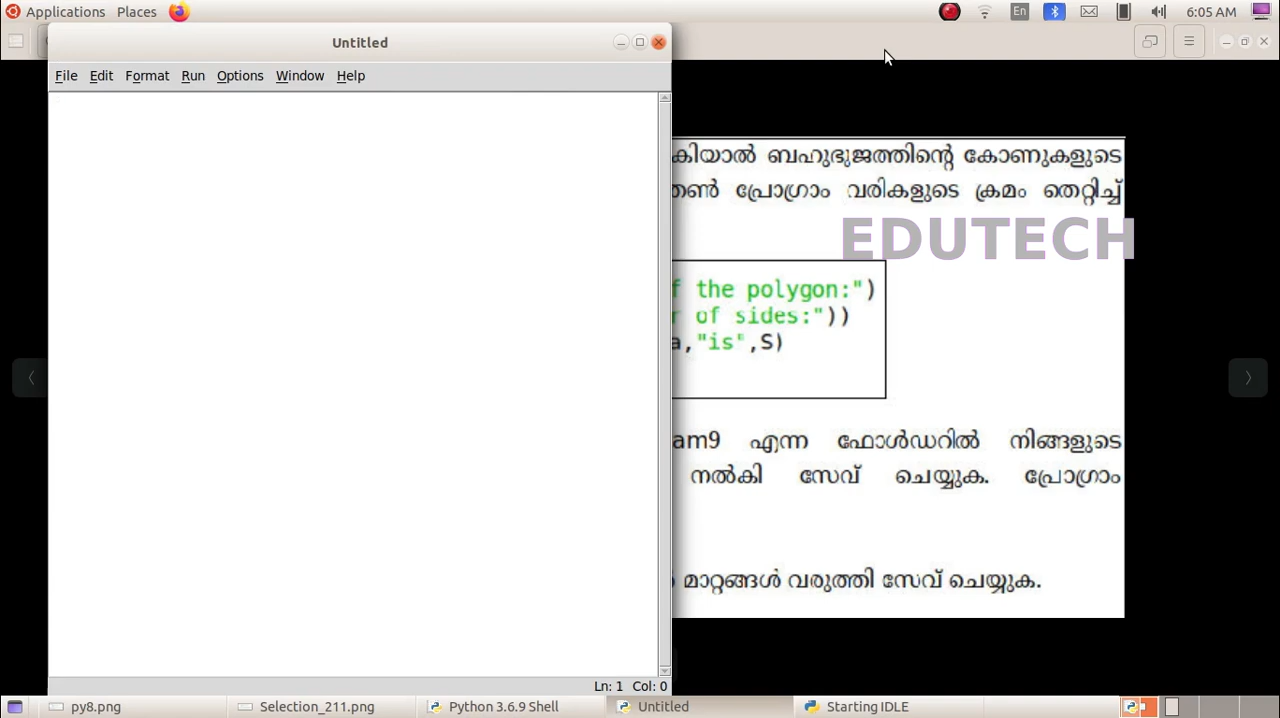 Applications Places En 6:05 AM
Untitled
File Edit Format Run Options Window Help
കിയാൽ ബഹുഭുജത്തിന്റെ കോണുകളുടെ
തൺ പ്രോഗ്രാം വരികളുടെ ക്രമം തെറ്റിച്ച്
EDUTECH
f the polygon:")
r of sides:"))
a,"is",S)
am9 എന്ന ഫോൾഡറിൽ നിങ്ങളുടെ
നൽകി സേവ് ചെയ്യുക. പ്രോഗ്രാം
മാറ്റങ്ങൾ വരുത്തി സേവ് ചെയ്യുക.
Ln: 1 Col: 0
py8.png Selection_211.png Python 3.6.9 Shell Untitled Starting IDLE